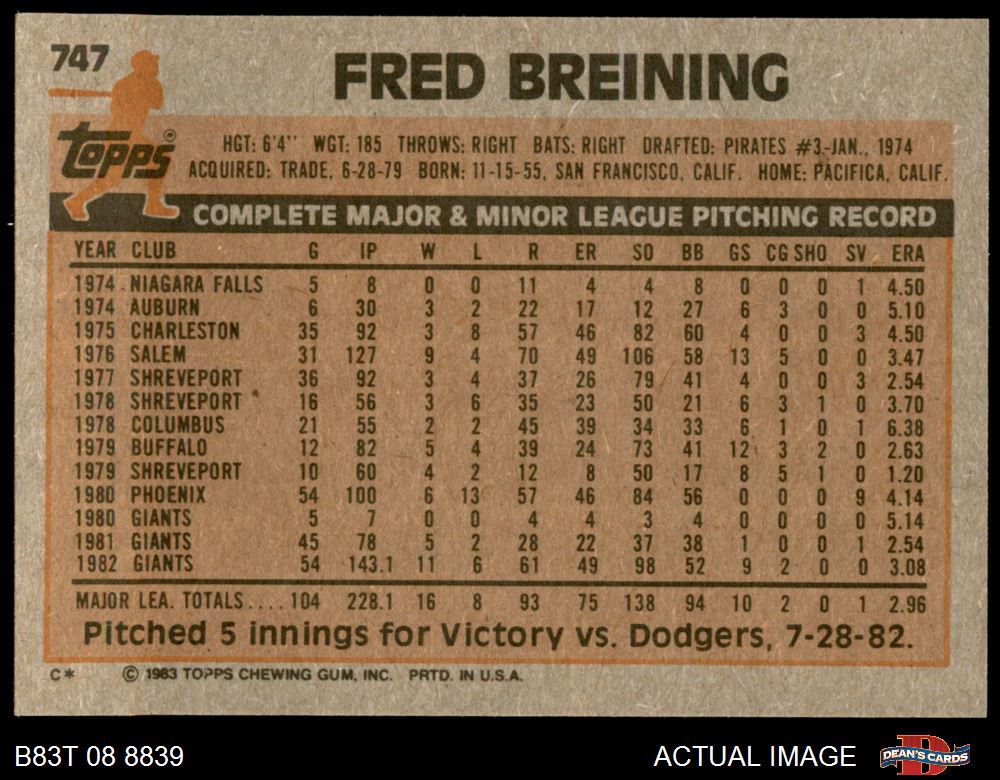 747
FRED BREINING
Topps®
HGT: 6'4'' WGT: 185 THROWS: RIGHT BATS: RIGHT DRAFTED: PIRATES #3-JAN., 1974
ACQUIRED: TRADE, 6-28-79 BORN: 11-15-55, SAN FRANCISCO, CALIF. HOME: PACIFICA, CALIF.
COMPLETE MAJOR & MINOR LEAGUE PITCHING RECORD
YEAR CLUB G IP W L R ER SO BB GS CG SHO SV ERA
1974 NIAGARA FALLS 5 8 0 0 11 4 4 8 0 0 0 1 4.50
1974 AUBURN 6 30 3 2 22 17 12 27 6 3 0 0 5.10
1975 CHARLESTON 35 92 3 8 57 46 82 60 4 0 0 3 4.50
1976 SALEM 31 127 9 4 70 49 106 58 13 5 0 0 3.47
1977 SHREVEPORT 36 92 3 4 37 26 79 41 4 0 0 3 2.54
1978 SHREVEPORT 16 56 3 6 35 23 50 21 6 3 1 0 3.70
1978 COLUMBUS 21 55 2 2 45 39 34 33 6 1 0 1 6.38
1979 BUFFALO 12 82 5 4 39 24 73 41 12 3 2 0 2.63
1979 SHREVEPORT 10 60 4 2 12 8 50 17 8 5 1 0 1.20
1980 PHOENIX 54 100 6 13 57 46 84 56 0 0 0 9 4.14
1980 GIANTS 5 7 0 0 4 4 3 4 0 0 0 0 5.14
1981 GIANTS 45 78 5 2 28 22 37 38 1 0 0 1 2.54
1982 GIANTS 54 143.1 11 6 61 49 98 52 9 2 0 0 3.08
MAJOR LEA. TOTALS.... 104 228.1 16 8 93 75 138 94 10 2 0 1 2.96
Pitched 5 innings for Victory vs. Dodgers, 7-28-82.
C* © 1983 TOPPS CHEWING GUM, INC. PRTD. IN U.S.A.
B83T 08 8839 ACTUAL IMAGE DEAN'S CARDS